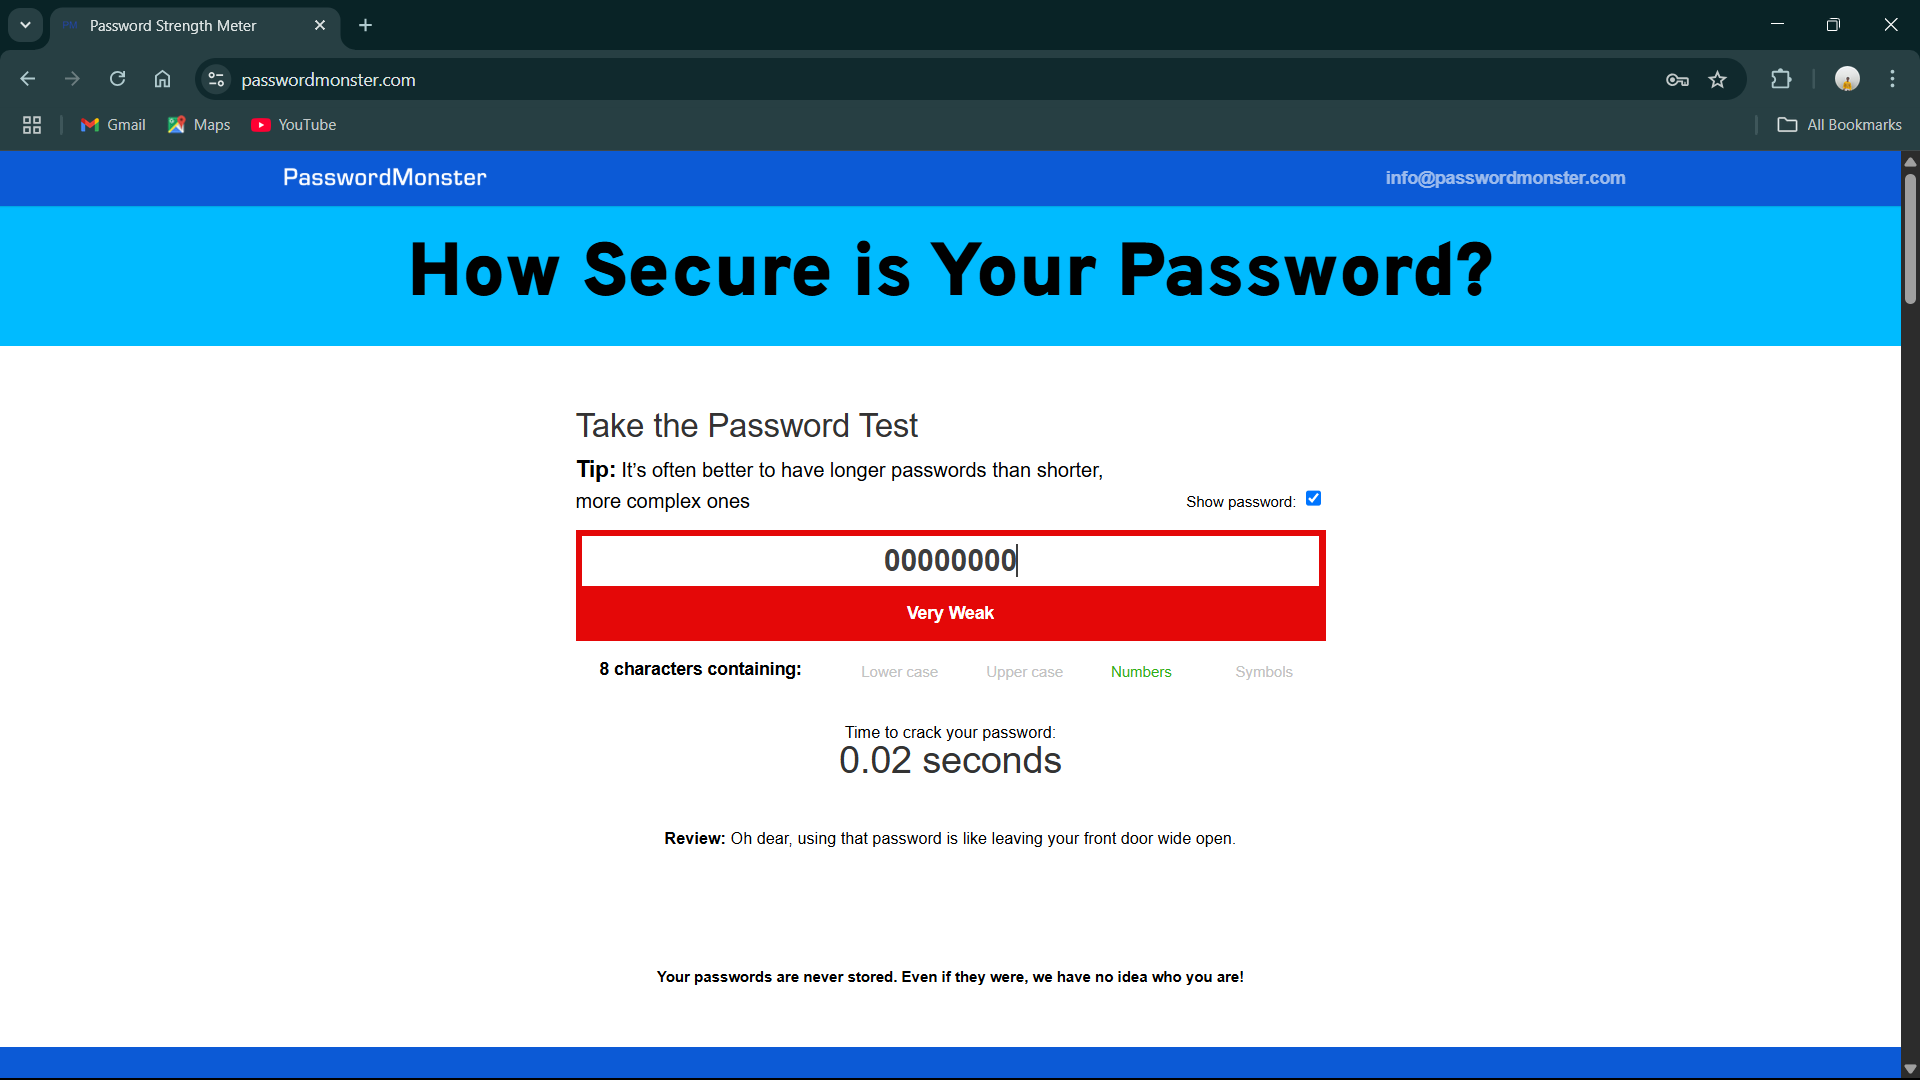 Password Strength Meter
passwordmonster.com
Gmail Maps YouTube All Bookmarks
PasswordMonster info@passwordmonster.com
How Secure is Your Password?
Take the Password Test
Tip: It's often better to have longer passwords than shorter,
more complex ones
Show password:
00000000
Very Weak
8 characters containing: Lower case Upper case Numbers Symbols
Time to crack your password:
0.02 seconds
Review: Oh dear, using that password is like leaving your front door wide open.
Your passwords are never stored. Even if they were, we have no idea who you are!